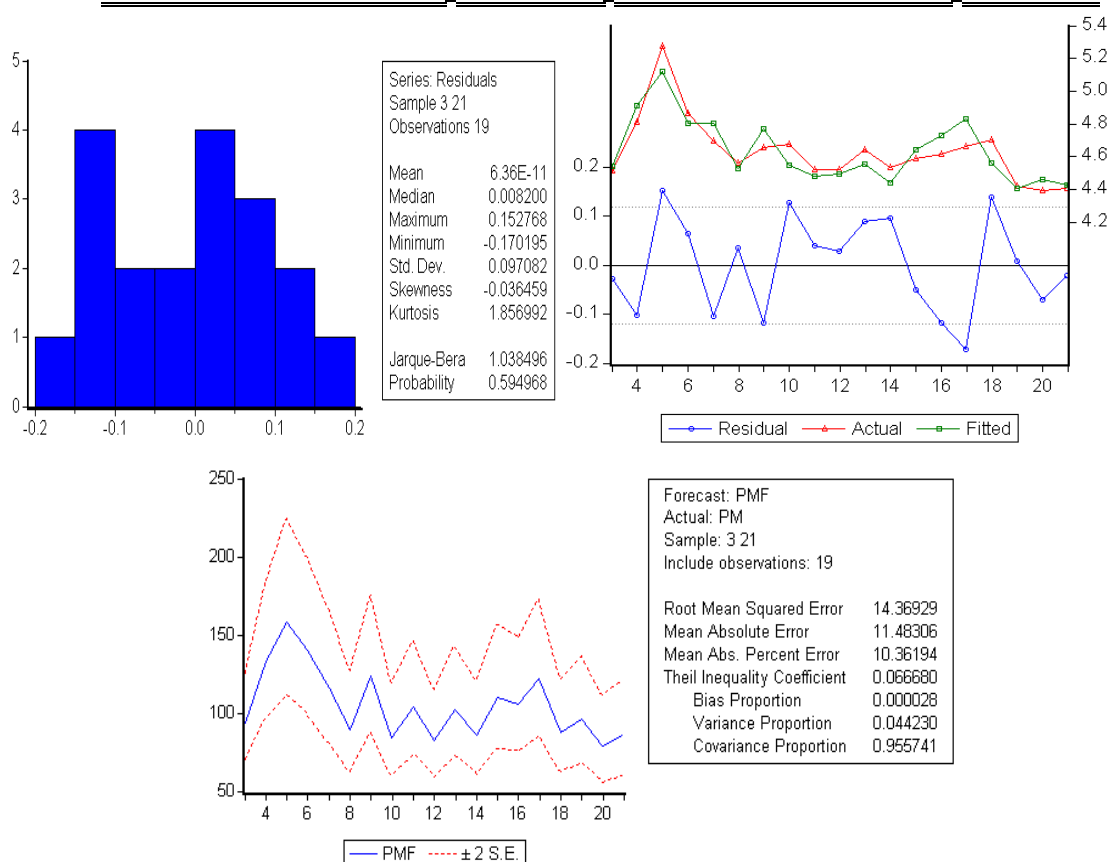 5
4
3
2
1
0
-0.2
-0.1
0.0
0.1
0.2
Series: Residuals
Sample 3 21
Observations 19
Mean 6.36E-11
Median 0.008200
Maximum 0.152768
Minimum -0.170195
Std. Dev. 0.097082
Skewness -0.036459
Kurtosis 1.856992
Jarque-Bera 1.038496
Probability 0.594968
5.4
5.2
5.0
4.8
4.6
4.4
4.2
0.2
0.1
0.0
-0.1
-0.2
4 6 8 10 12 14 16 18 20
Residual Actual Fitted
250
200
150
100
50
4 6 8 10 12 14 16 18 20
PMF ± 2 S.E.
Forecast: PMF
Actual: PM
Sample: 3 21
Include observations: 19
Root Mean Squared Error 14.36929
Mean Absolute Error 11.48306
Mean Abs. Percent Error 10.36194
Theil Inequality Coefficient 0.066680
Bias Proportion 0.000028
Variance Proportion 0.044230
Covariance Proportion 0.955741